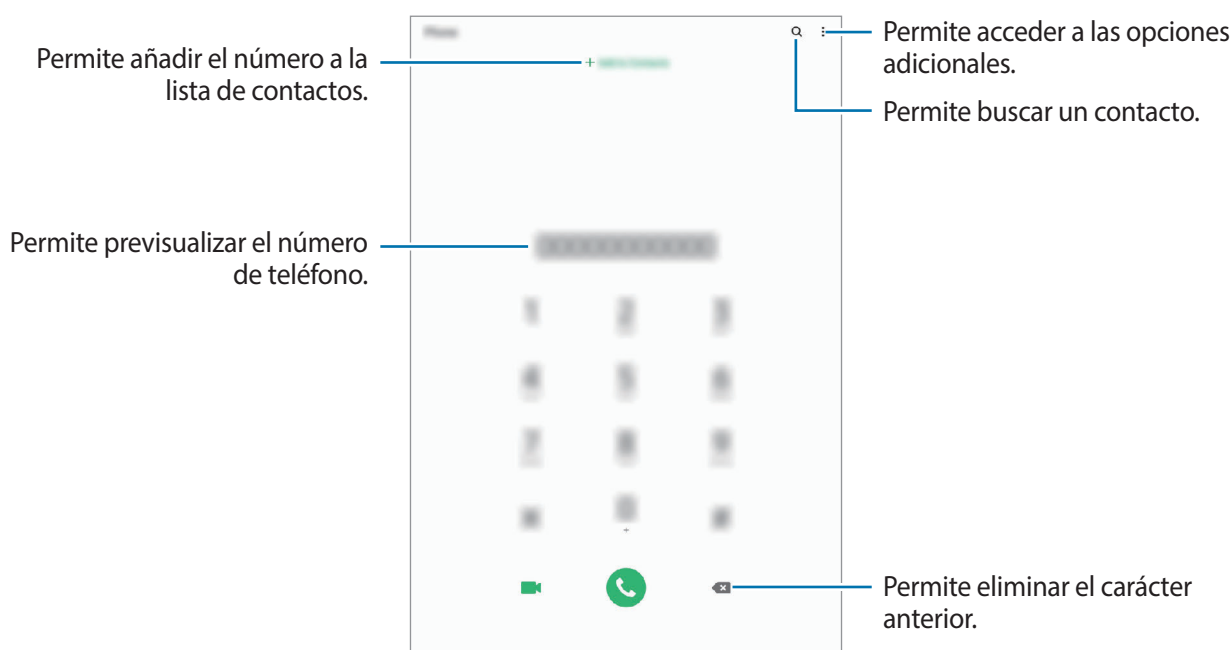 Permite añadir el número a la
lista de contactos.
Permite acceder a las opciones
adicionales.
Permite buscar un contacto.
Permite previsualizar el número
de teléfono.
Permite eliminar el carácter
anterior.